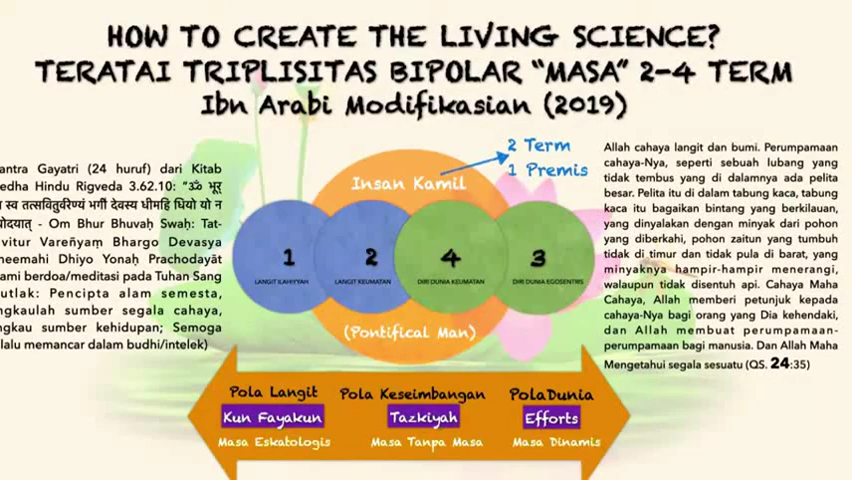 HOW TO CREATE THE LIVING SCIENCE?
TERATAI TRIPLISITAS BIPOLAR “MASA” 2-4 TERM
Ibn Arabi Modifikasian (2019)
antra Gayatri (24 huruf) dari Kitab
edha Hindu Rigveda 3.62.10: “ॐ भूर्
स्व तत्सवितुर्वरेण्यं भर्गो देवस्य धीमहि धियो यो न
योदयात् - Om Bhur Bhuvaḥ Swaḥ: Tat-
vitur Vareñyaṃ Bhargo Devasya
heemahi Dhiyo Yonaḥ Prachodayāt
ami berdoa/meditasi pada Tuhan Sang
utlak: Pencipta alam semesta,
ngkaulah sumber segala cahaya,
ngkau sumber kehidupan; Semoga
lalu memancar dalam budhi/intelek)
2 Term
1 Premis
Insan Kamil
1
LANGIT ILAHIYYAH
2
LANGIT KEUMATAN
4
DIRI DUNIA KEUMATAN
3
DIRI DUNIA EGOSENTRIS
(Pontifical Man)
Allah cahaya langit dan bumi. Perumpamaan
cahaya-Nya, seperti sebuah lubang yang
tidak tembus yang di dalamnya ada pelita
besar. Pelita itu di dalam tabung kaca, tabung
kaca itu bagaikan bintang yang berkilauan,
yang dinyalakan dengan minyak dari pohon
yang diberkahi, pohon zaitun yang tumbuh
tidak di timur dan tidak pula di barat, yang
minyaknya hampir-hampir menerangi,
walaupun tidak disentuh api. Cahaya Maha
Cahaya, Allah memberi petunjuk kepada
cahaya-Nya bagi orang yang Dia kehendaki,
dan Allah membuat perumpamaan-
perumpamaan bagi manusia. Dan Allah Maha
Mengetahui segala sesuatu (QS. 24:35)
Pola Langit
Kun Fayakun
Masa Eskatologis
Pola Keseimbangan
Tazkiyah
Masa Tanpa Masa
PolaDunia
Efforts
Masa Dinamis